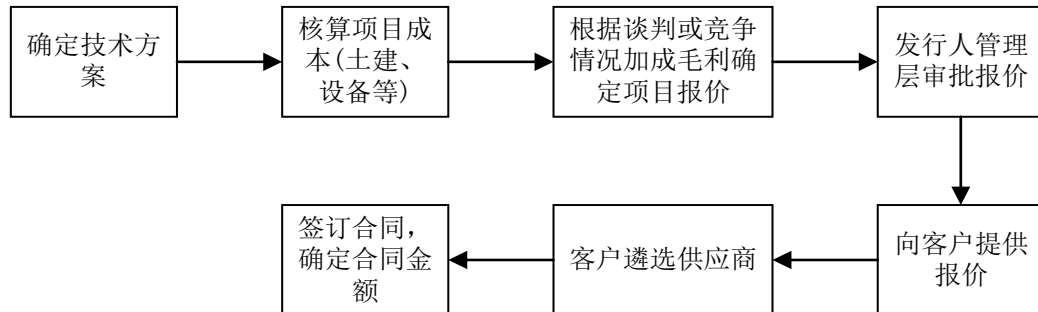 确定技术方
案
核算项目成
本(土建、
设备等)
根据谈判或竞争
情况加成毛利确
定项目报价
发行人管理
层审批报价
向客户提供
报价
客户遴选供应商
签订合同，
确定合同金
额